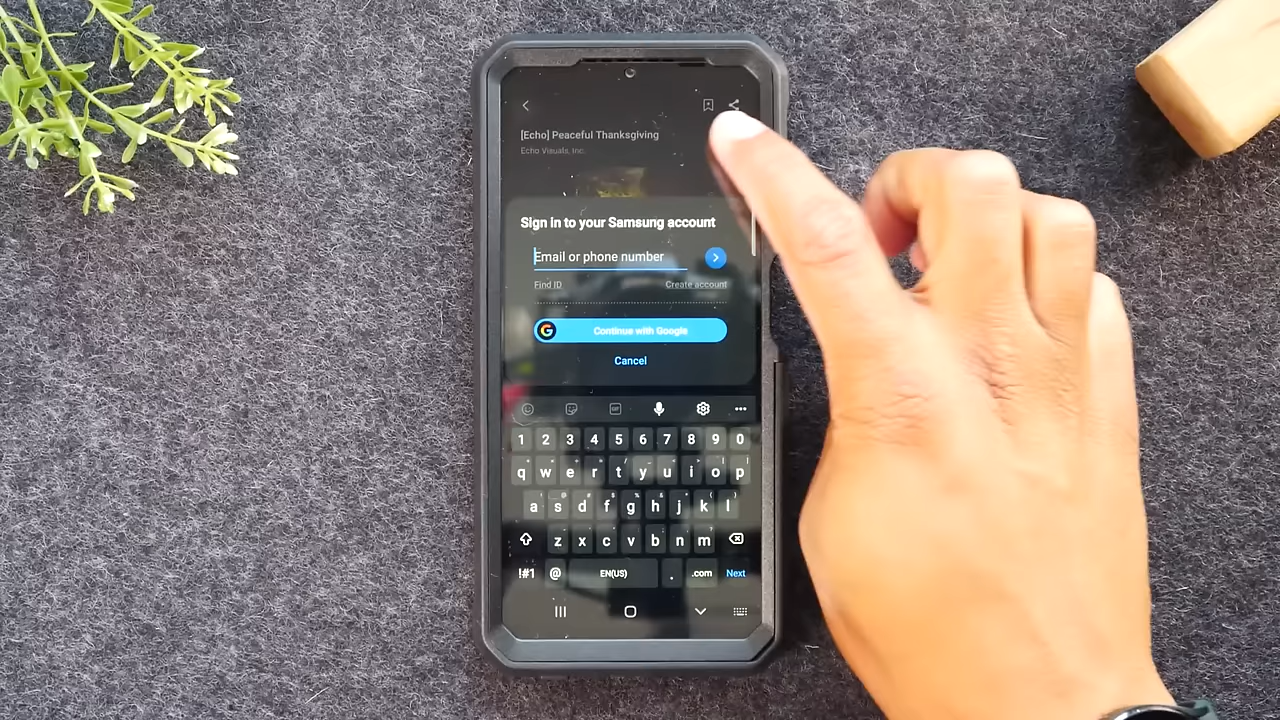 [Echo] Peaceful Thanksgiving
Echo Visuals, Inc.
Sign in to your Samsung account
Email or phone number
Find ID
Create account
G Continue with Google
Cancel
GIF
1 2 3 4 5 6 7 8 9 0
q w e r t y u i o p
a s d f g h j k l
z x c v b n m
!#1 @ EN(US) . .com Next